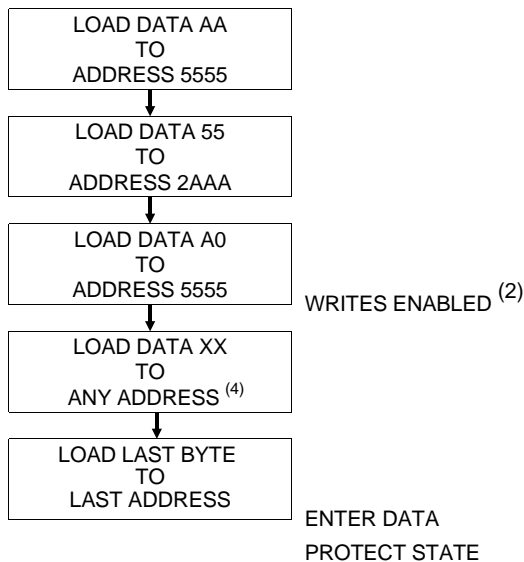 LOAD DATA AA
TO
ADDRESS 5555
LOAD DATA 55
TO
ADDRESS 2AAA
LOAD DATA A0
TO
ADDRESS 5555
WRITES ENABLED (2)
LOAD DATA XX
TO
ANY ADDRESS (4)
LOAD LAST BYTE
TO
LAST ADDRESS
ENTER DATA
PROTECT STATE